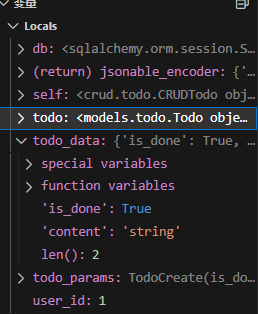 变量
Locals
db: <sqlalchemy.orm.session.S...
(return) jsonable_encoder: {'...
self: <crud.todo.CRUDTodo obj...
todo: <models.todo.Todo obje...
todo_data: {'is_done': True, ...
special variables
function variables
'is_done': True
'content': 'string'
len(): 2
todo_params: TodoCreate(is_do...
user_id: 1